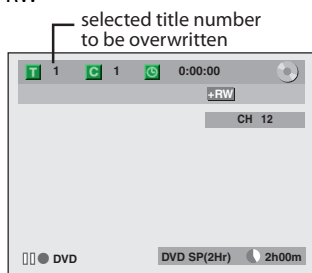 selected title number
to be overwritten
T 1 C 1 0:00:00
+RW
CH 12
DVD DVD SP(2Hr) 2h00m